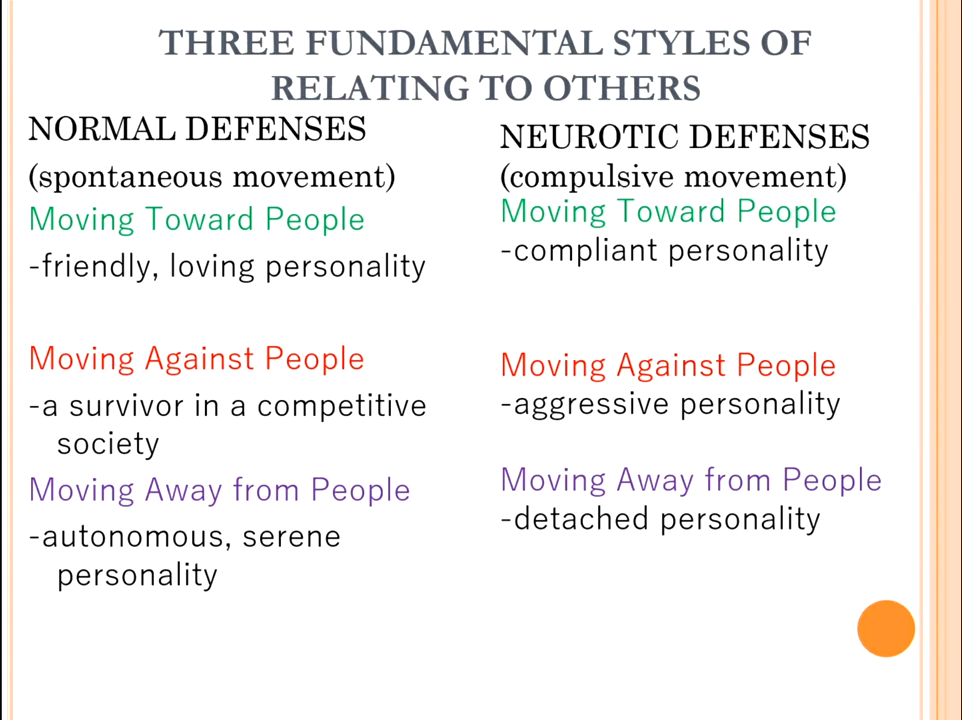 THREE FUNDAMENTAL STYLES OF
RELATING TO OTHERS
NORMAL DEFENSES
(spontaneous movement)
Moving Toward People
-friendly, loving personality
Moving Against People
-a survivor in a competitive
society
Moving Away from People
-autonomous, serene
personality
NEUROTIC DEFENSES
(compulsive movement)
Moving Toward People
-compliant personality
Moving Against People
-aggressive personality
Moving Away from People
-detached personality